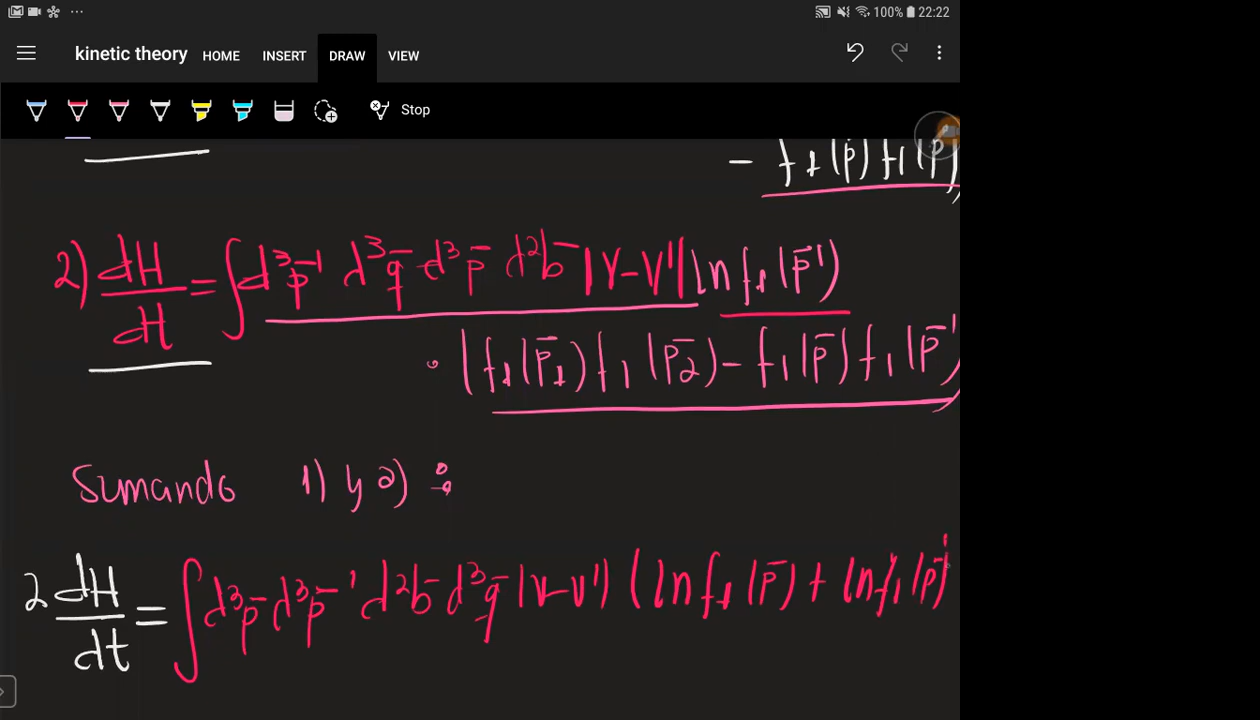 100% 22:22
kinetic theory HOME INSERT DRAW VIEW
Stop
- f₁(p̄) f₁(p̄)
2) dH/dt = ∫ d³p̄' d³q̄ d³p̄ d²b̄ |V-V'| ln f₁(p̄')
· (f₁(p̄₁) f₁(p̄₂) - f₁(p̄) f₁(p̄')
Sumando 1) y 2) :
2 dH/dt = ∫ d³p̄ d³p̄' d²b̄ d³q̄ |V-V'| (ln f₁(p̄) + ln f₁(p̄')